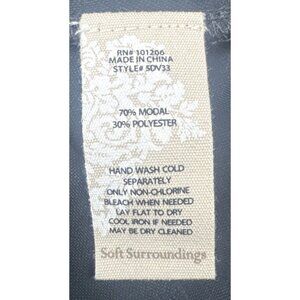 RN# 101206
MADE IN CHINA
STYLE# 5DV33
70% MODAL
30% POLYESTER
HAND WASH COLD
SEPARATELY
ONLY NON-CHLORINE
BLEACH WHEN NEEDED
LAY FLAT TO DRY
COOL IRON IF NEEDED
MAY BE DRY CLEANED
Soft Surroundings